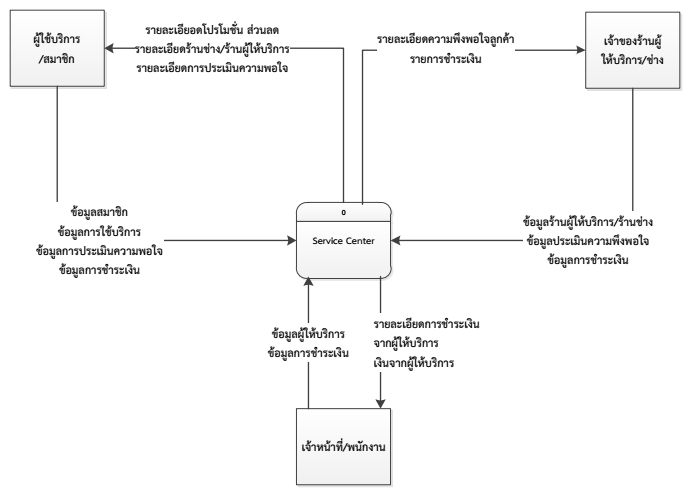 ผู้ใช้บริการ
/สมาชิก
รายละเอียอดโปรโมชั่น ส่วนลด
รายละเอียดร้านช่าง/ร้านผู้ให้บริการ
รายละเอียดการประเมินความพอใจ
รายละเอียดความพึงพอใจลูกค้า
รายการชำระเงิน
เจ้าของร้านผู้
ให้บริการ/ช่าง
ข้อมูลสมาชิก
ข้อมูลการใช้บริการ
ข้อมูลการประเมินความพอใจ
ข้อมูลการชำระเงิน
0
Service Center
ข้อมูลร้านผู้ให้บริการ/ร้านช่าง
ข้อมูลประเมินความพึงพอใจ
ข้อมูลการชำระเงิน
ข้อมูลผู้ให้บริการ
ข้อมูลการชำระเงิน
รายละเอียดการชำระเงิน
จากผู้ให้บริการ
เงินจากผู้ให้บริการ
เจ้าหน้าที่/พนักงาน